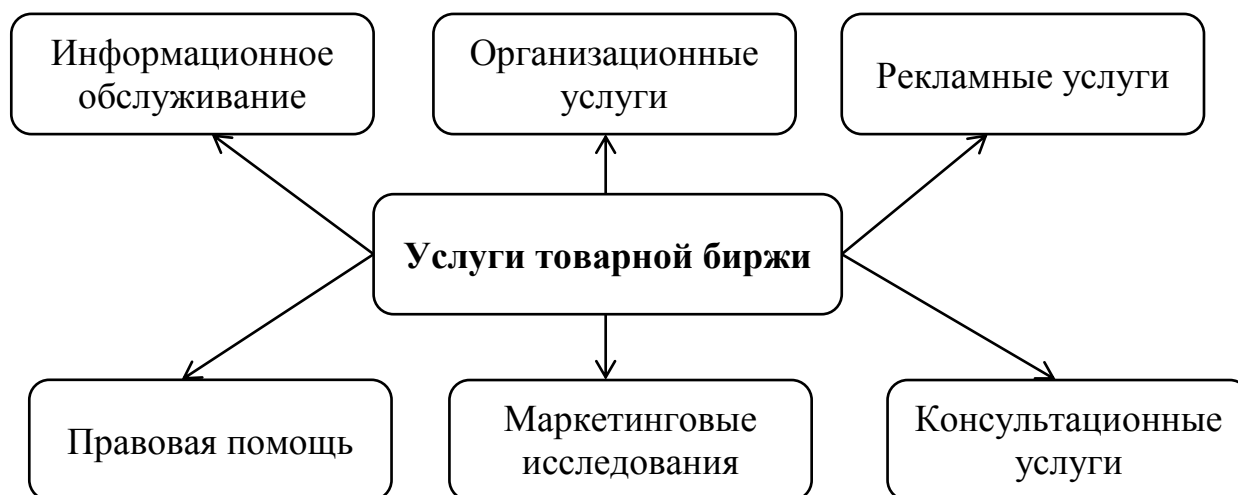 Информационное
обслуживание
Организационные
услуги
Рекламные услуги
Услуги товарной биржи
Правовая помощь
Маркетинговые
исследования
Консультационные
услуги